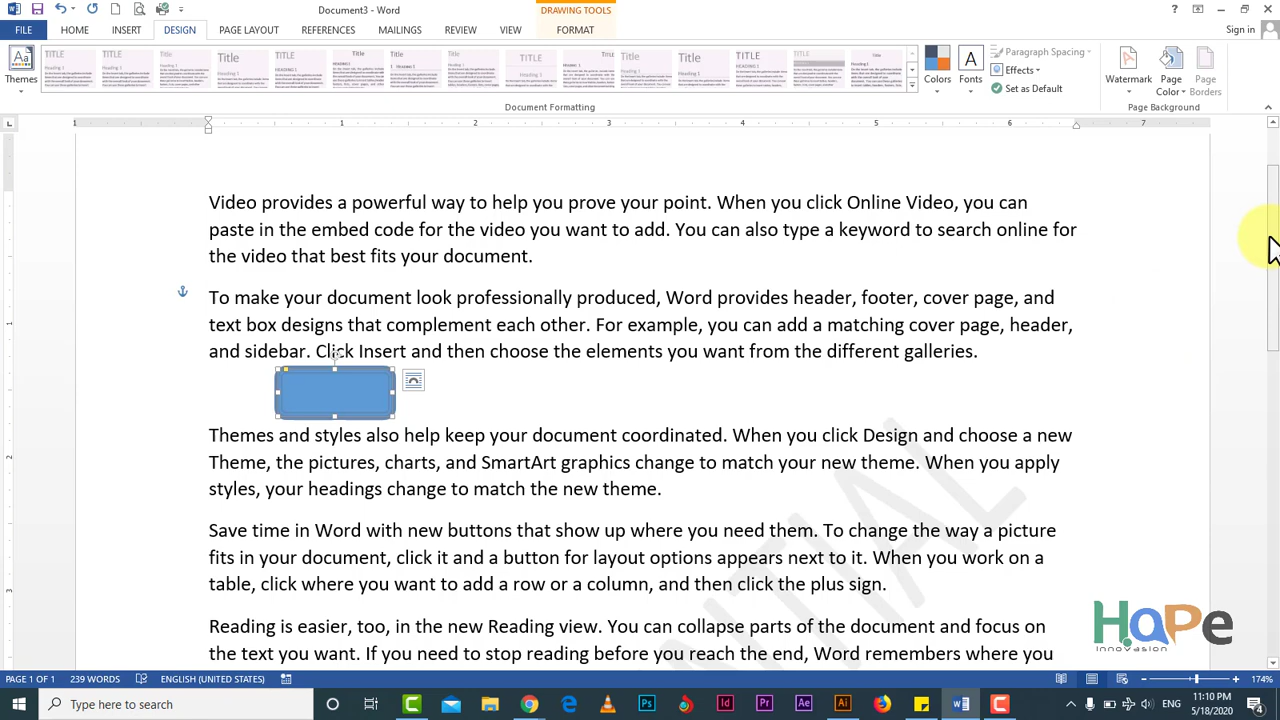 Document3 - Word
DRAWING TOOLS
Sign in
FILE
HOME
INSERT
DESIGN
PAGE LAYOUT
REFERENCES
MAILINGS
REVIEW
VIEW
FORMAT
Themes
Colors
Fonts
Paragraph Spacing
Effects
Set as Default
Watermark
Page Color
Page Borders
Document Formatting
Page Background
Video provides a powerful way to help you prove your point. When you click Online Video, you can
paste in the embed code for the video you want to add. You can also type a keyword to search online for
the video that best fits your document.
To make your document look professionally produced, Word provides header, footer, cover page, and
text box designs that complement each other. For example, you can add a matching cover page, header,
and sidebar. Click Insert and then choose the elements you want from the different galleries.
Themes and styles also help keep your document coordinated. When you click Design and choose a new
Theme, the pictures, charts, and SmartArt graphics change to match your new theme. When you apply
styles, your headings change to match the new theme.
Save time in Word with new buttons that show up where you need them. To change the way a picture
fits in your document, click it and a button for layout options appears next to it. When you work on a
table, click where you want to add a row or a column, and then click the plus sign.
Reading is easier, too, in the new Reading view. You can collapse parts of the document and focus on
the text you want. If you need to stop reading before you reach the end, Word remembers where you
NTIAL
HOPe
innovation
PAGE 1 OF 1
239 WORDS
ENGLISH (UNITED STATES)
174%
Type here to search
ENG
11:10 PM
5/18/2020